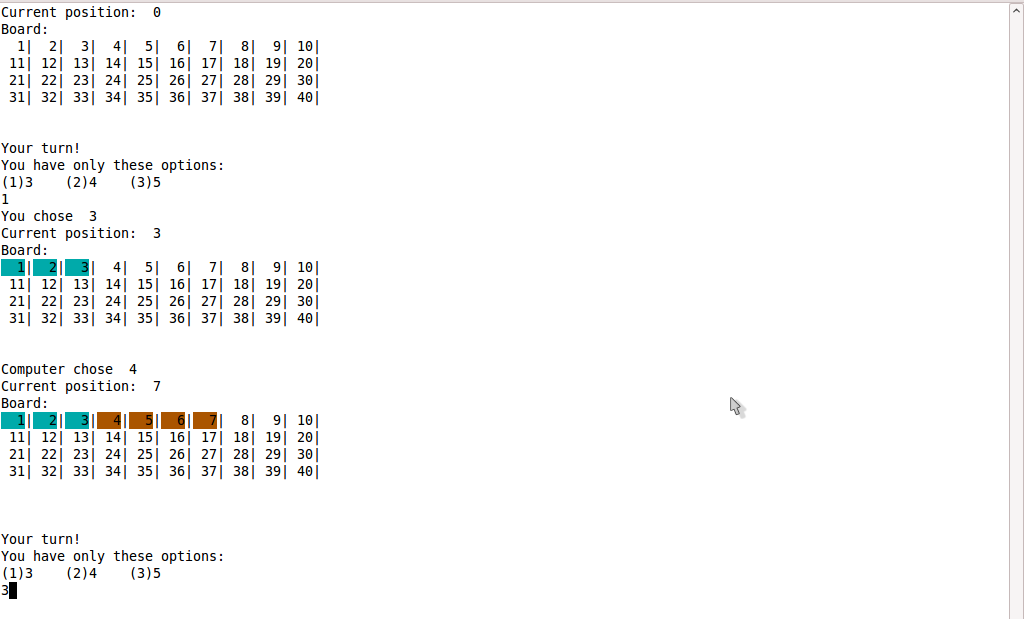 Current position:  0
Board:
  1|  2|  3|  4|  5|  6|  7|  8|  9| 10|
 11| 12| 13| 14| 15| 16| 17| 18| 19| 20|
 21| 22| 23| 24| 25| 26| 27| 28| 29| 30|
 31| 32| 33| 34| 35| 36| 37| 38| 39| 40|
Your turn!
You have only these options:
(1)3    (2)4    (3)5
1
You chose  3
Current position:  3
Board:
  1|  2|  3|  4|  5|  6|  7|  8|  9| 10|
 11| 12| 13| 14| 15| 16| 17| 18| 19| 20|
 21| 22| 23| 24| 25| 26| 27| 28| 29| 30|
 31| 32| 33| 34| 35| 36| 37| 38| 39| 40|
Computer chose  4
Current position:  7
Board:
  1|  2|  3|  4|  5|  6|  7|  8|  9| 10|
 11| 12| 13| 14| 15| 16| 17| 18| 19| 20|
 21| 22| 23| 24| 25| 26| 27| 28| 29| 30|
 31| 32| 33| 34| 35| 36| 37| 38| 39| 40|
Your turn!
You have only these options:
(1)3    (2)4    (3)5
3